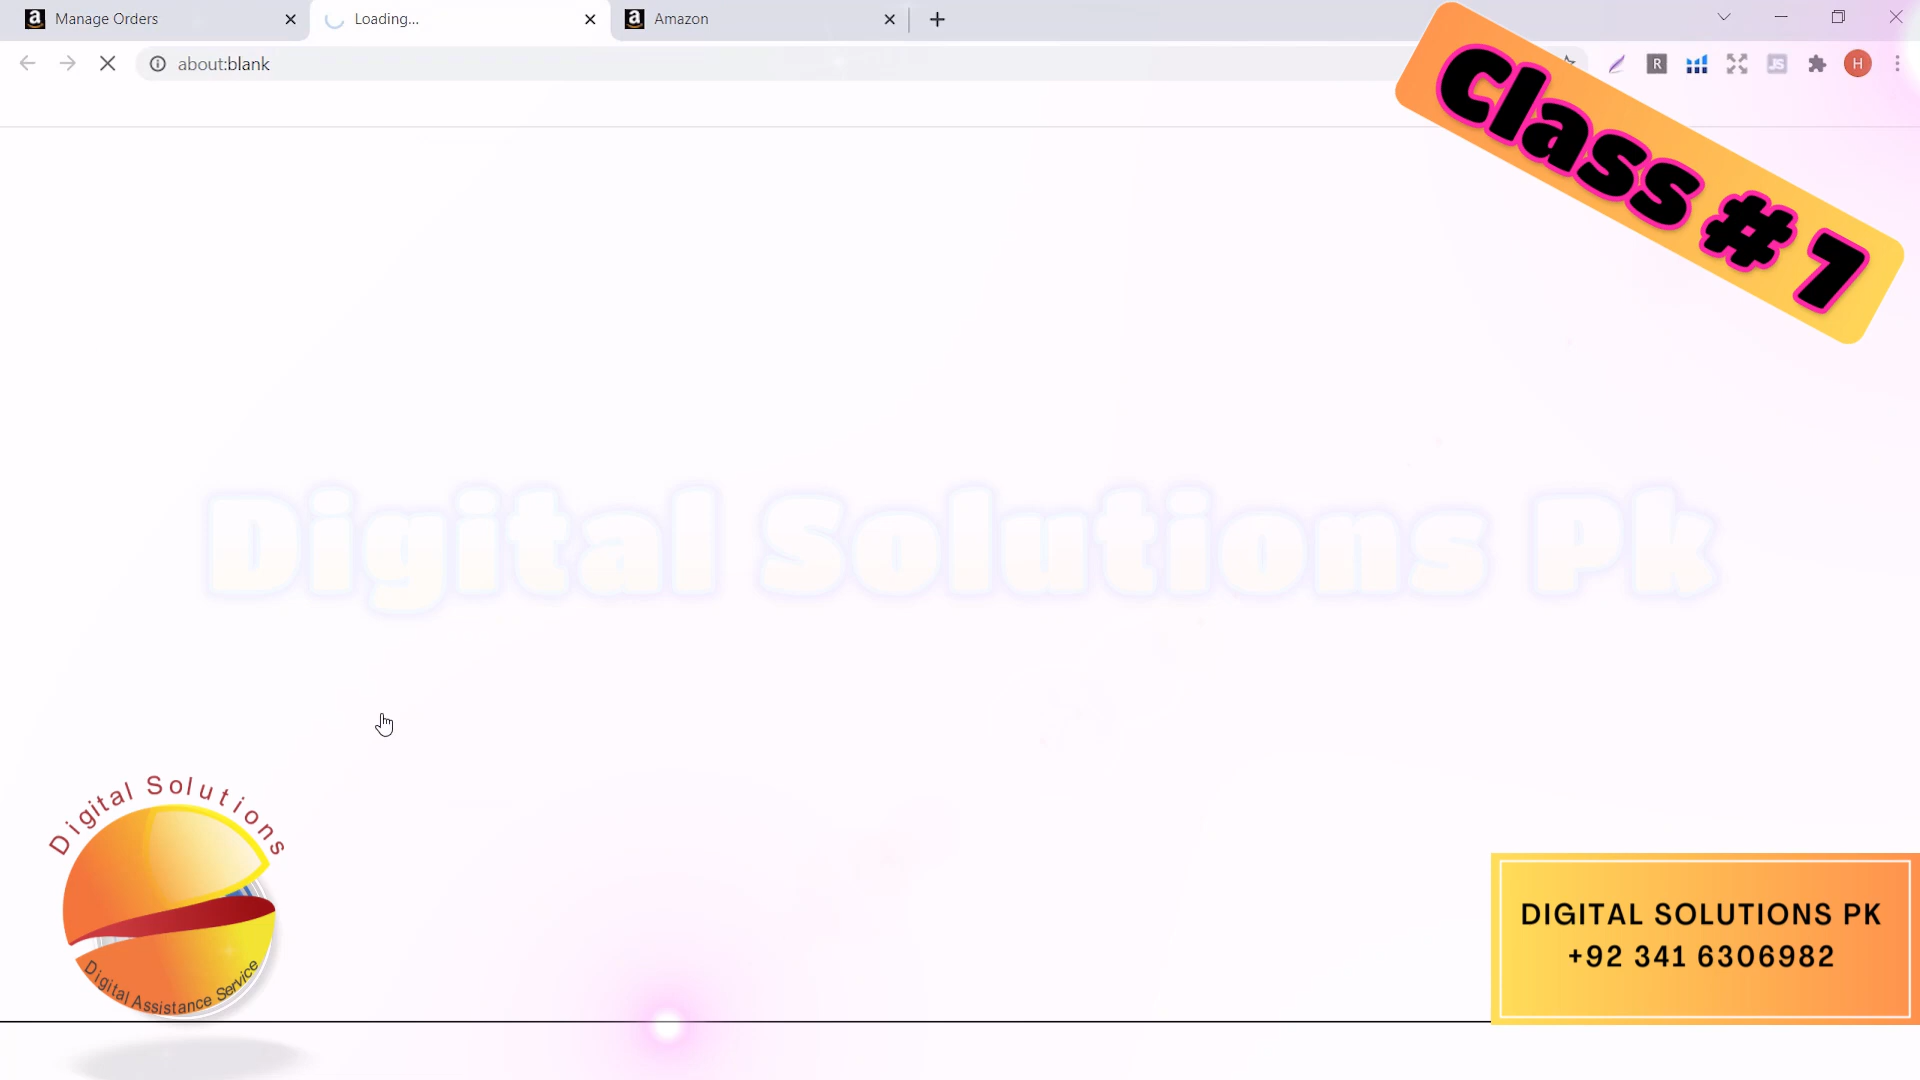 Manage Orders
Loading...
Amazon
about:blank
R
JS
H
Class # 7
Digital Solutions Pk
Digital Solutions
Digital Assistance Service
DIGITAL SOLUTIONS PK
+92 341 6306982